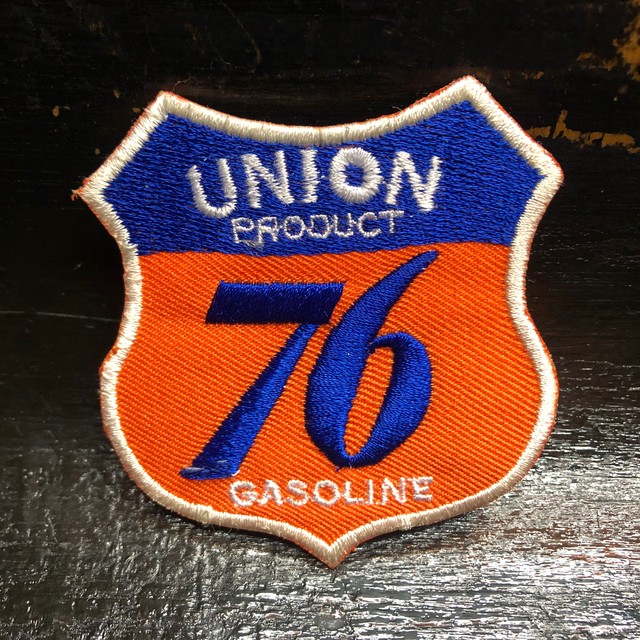 UNION
PRODUCT
76
GASOLINE